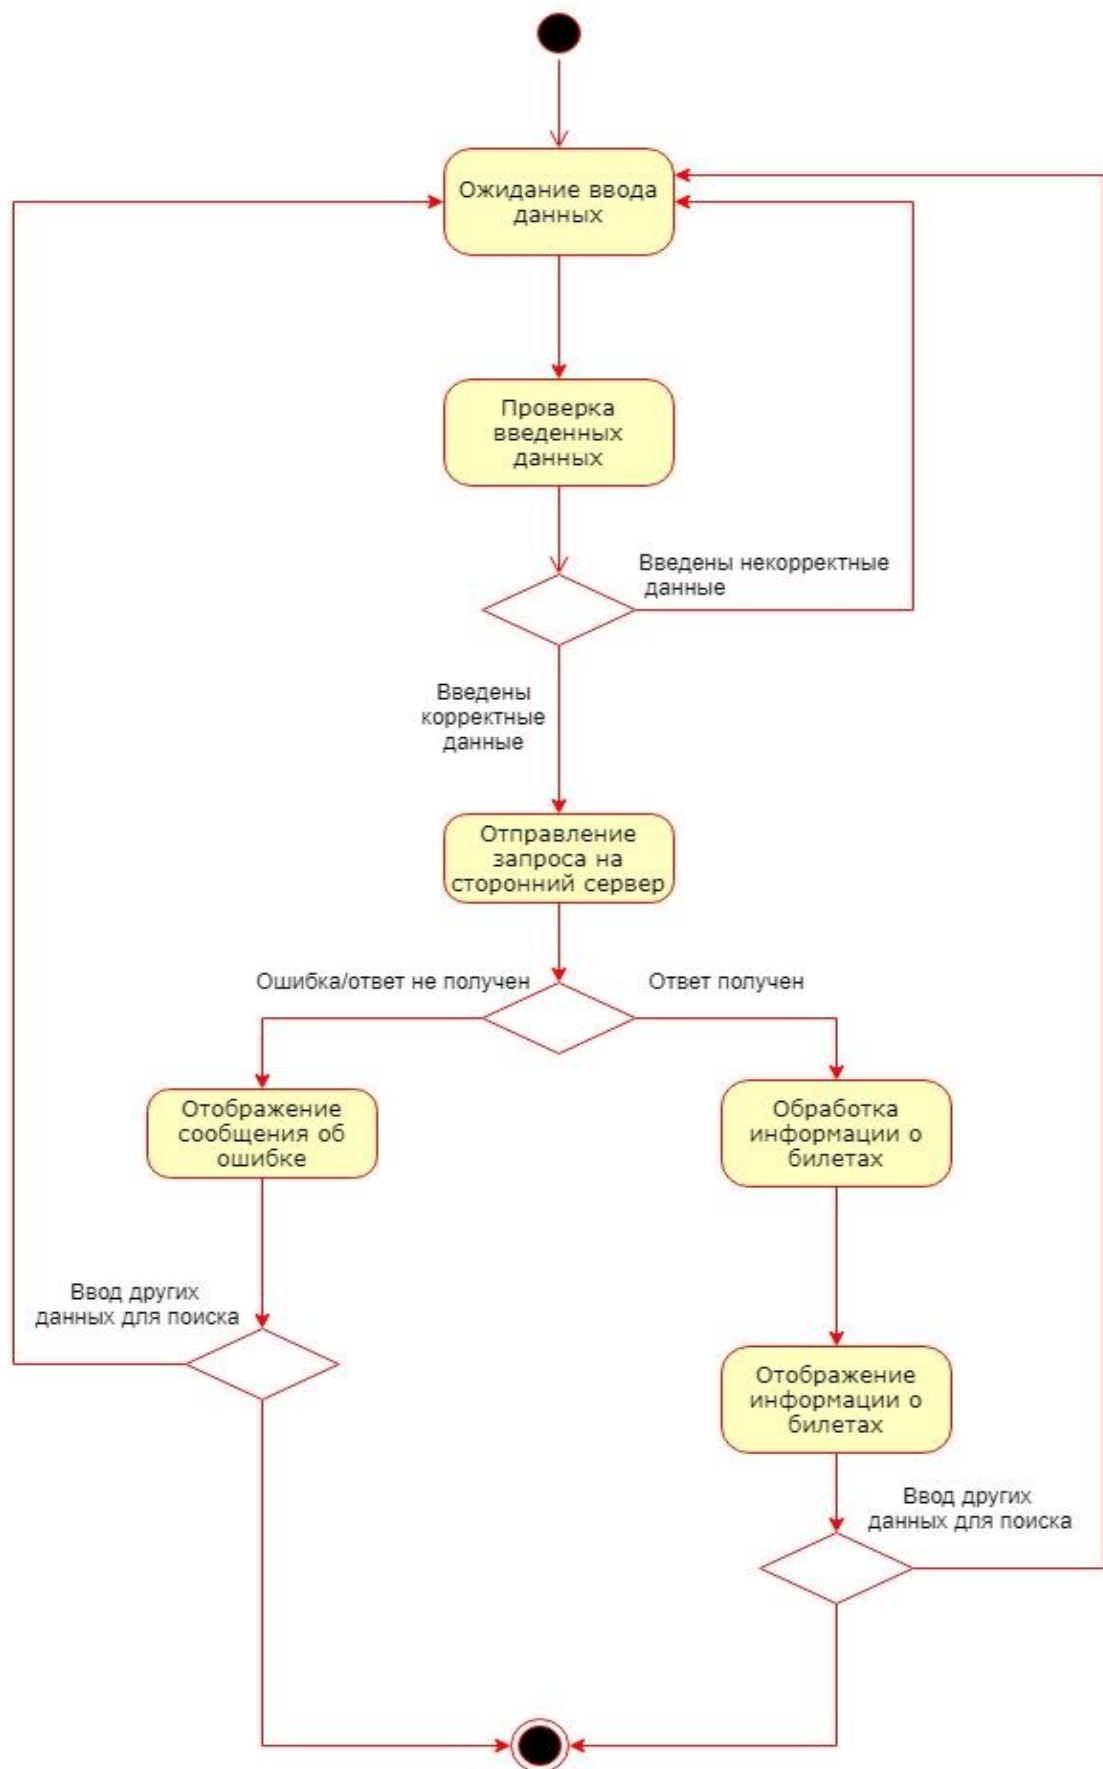 Ожидание ввода
данных
Проверка
введенных
данных
Введены некорректные
данные
Введены
корректные
данные
Отправление
запроса на
сторонний сервер
Ошибка/ответ не получен
Ответ получен
Отображение
сообщения об
ошибке
Обработка
информации о
билетах
Ввод других
данных для поиска
Отображение
информации о
билетах
Ввод других
данных для поиска